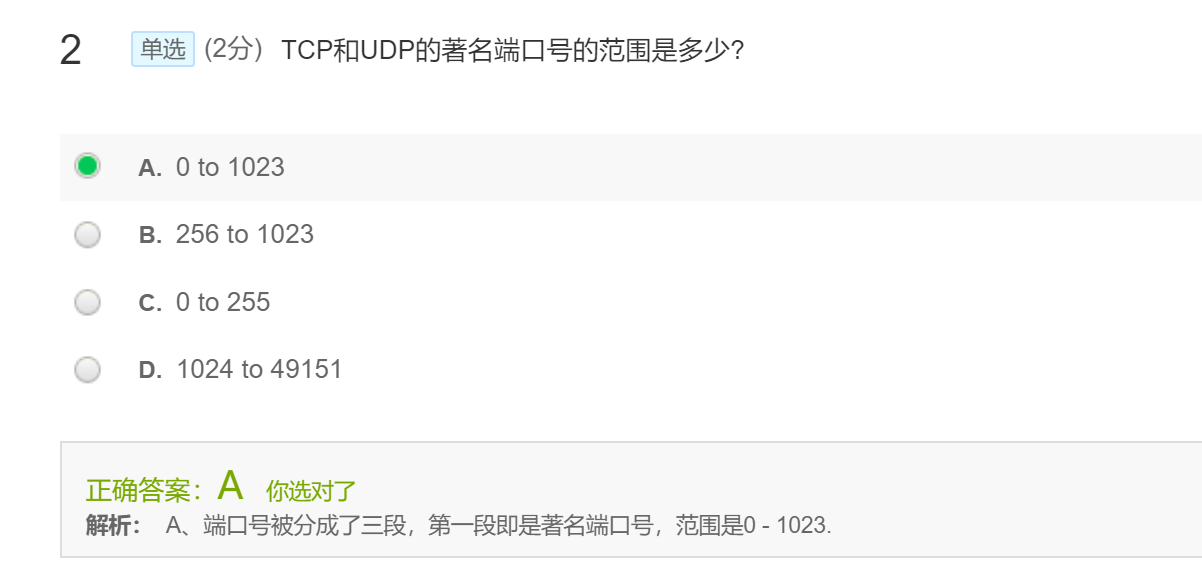 2 单选 (2分) TCP和UDP的著名端口号的范围是多少?
A. 0 to 1023
B. 256 to 1023
C. 0 to 255
D. 1024 to 49151
正确答案：A 你选对了
解析： A、端口号被分成了三段，第一段即是著名端口号，范围是0 - 1023.